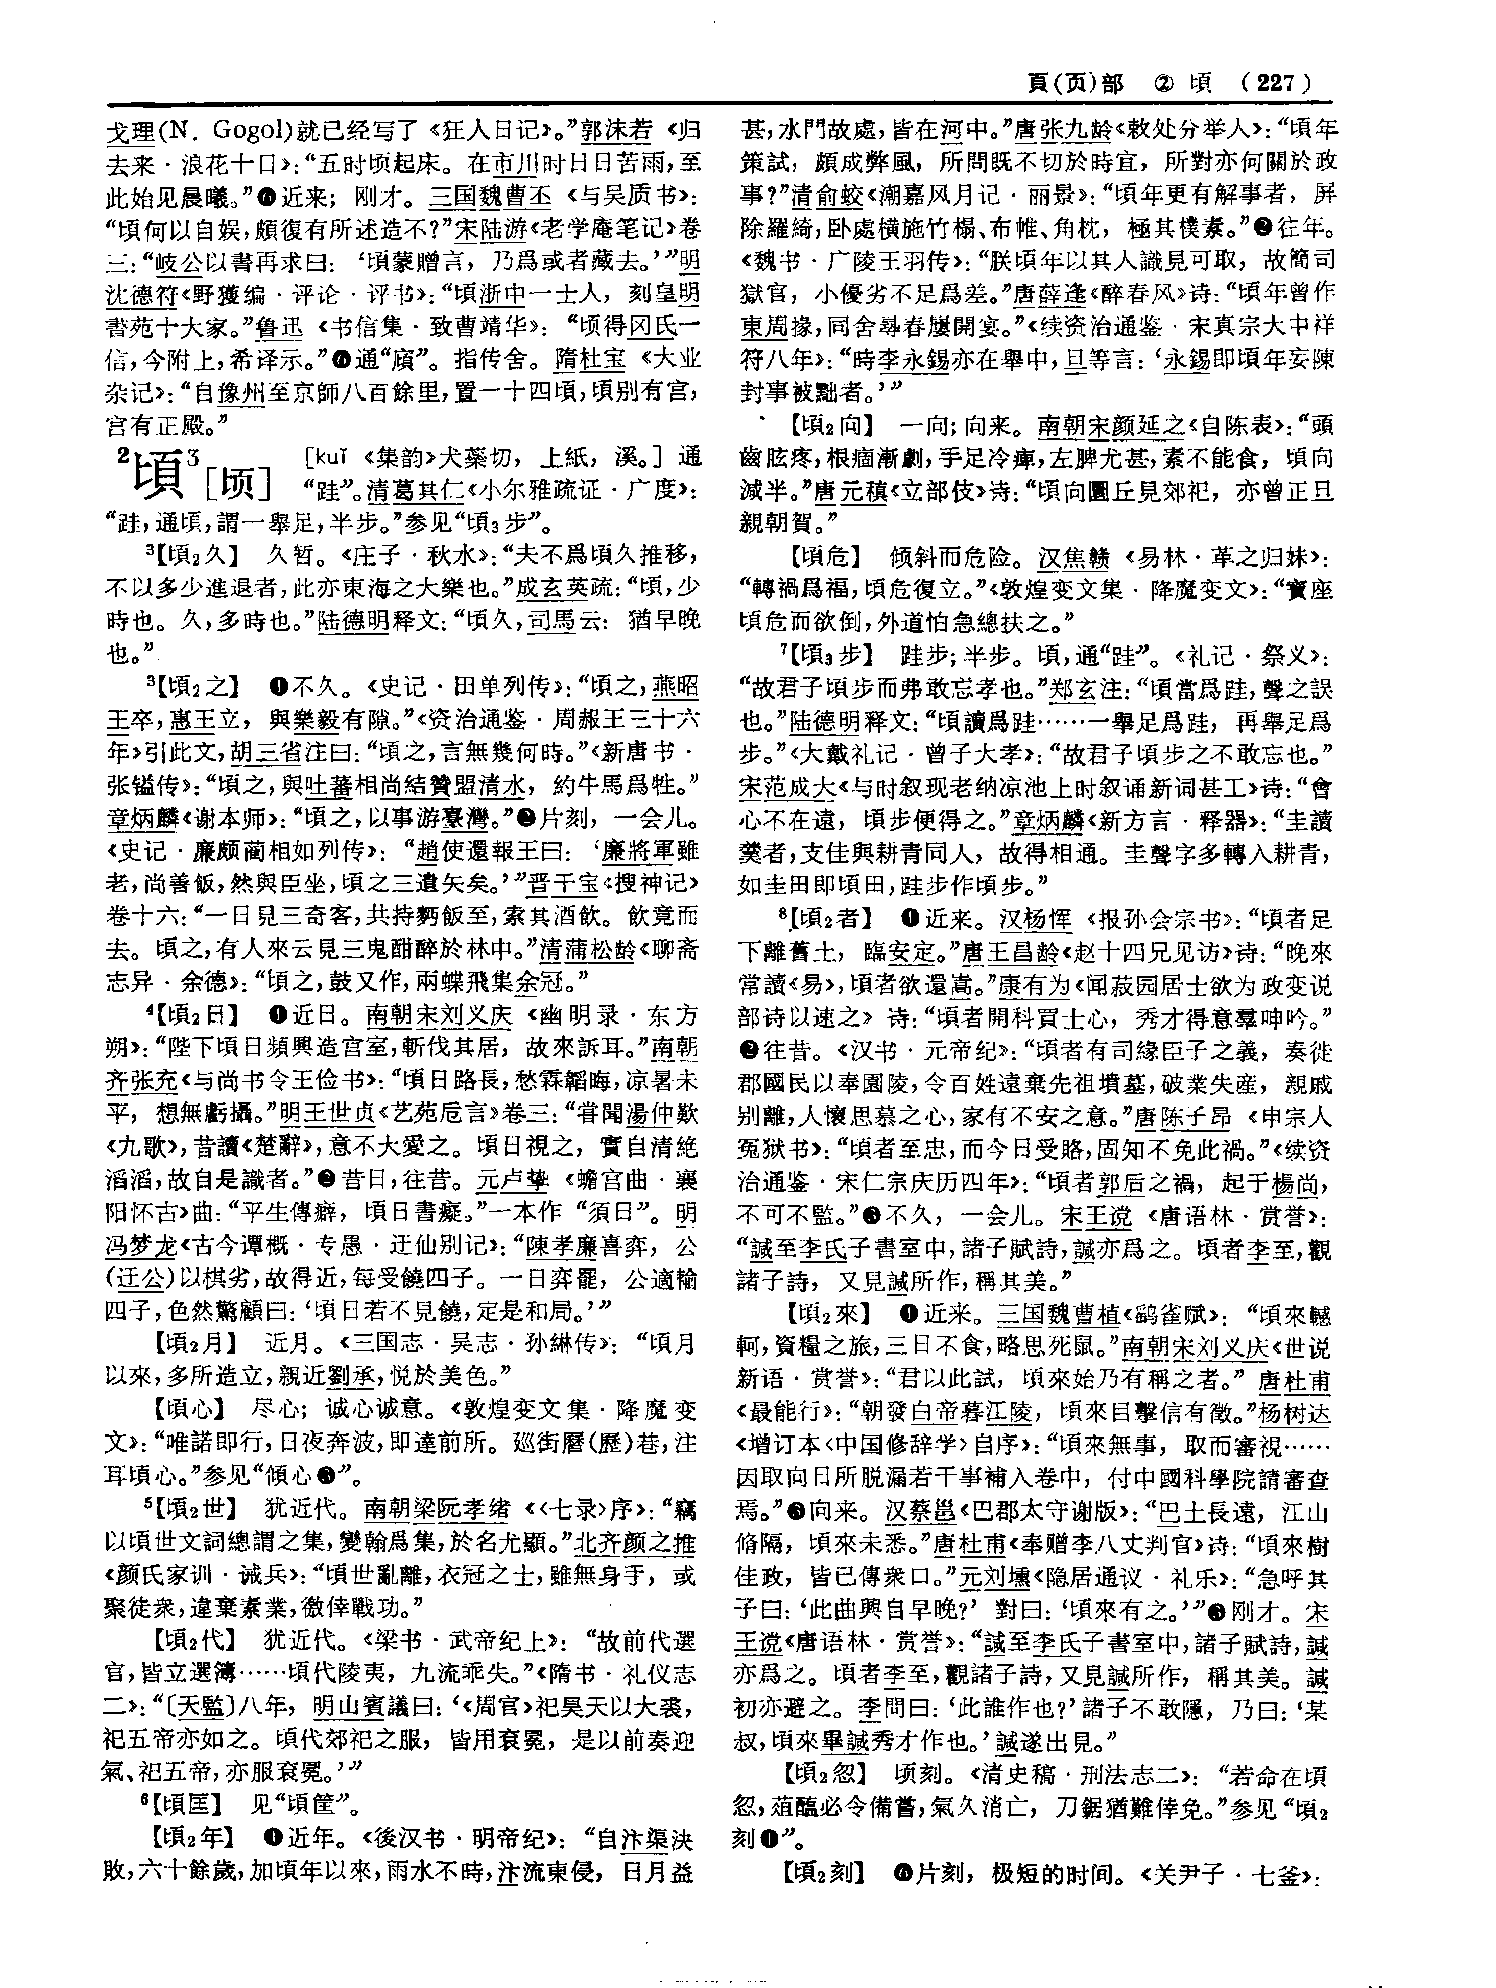 頁(页)部　②　頃　(227)
戈理(N. Gogol)就已经写了《狂人日记》。”郭沫若《归
去来·浪花十日》：“五时顷起床。在市川时日日苦雨，至
此始见晨曦。”❺近来；刚才。三国魏曹丕《与吴质书》：
“頃何以自娱，頗復有所述造不？”宋陆游《老学庵笔记》卷
三：“岐公以書再求曰：‘頃蒙贈言，乃爲或者藏去。’”明
沈德符《野獲编·评论·评书》：“頃浙中一士人，刻皇明
書苑十大家。”鲁迅《书信集·致曹靖华》：“顷得冈氏一
信，今附上，希译示。”❻通“廎”。指传舍。隋杜宝《大业
杂记》：“自豫州至京師八百餘里，置一十四頃，頃别有宫，
宫有正殿。”
2頃3［顷］　[kuǐ《集韵》犬蘂切，上紙，溪。]通
“跬”。清葛其仁《小尔雅疏证·广度》：
“跬，通頃，謂一舉足，半步。”参见“頃3步”。
3【頃2久】　久暂。《庄子·秋水》：“夫不爲頃久推移，
不以多少進退者，此亦東海之大樂也。”成玄英疏：“頃，少
時也。久，多時也。”陆德明释文：“頃久，司馬云：猶早晚
也。”
3【頃2之】　❶不久。《史记·田单列传》：“頃之，燕昭
王卒，惠王立，與樂毅有隙。”《资治通鉴·周赧王三十六
年》引此文，胡三省注曰：“頃之，言無幾何時。”《新唐书·
张镒传》：“頃之，與吐蕃相尚結贊盟清水，約牛馬爲牲。”
章炳麟《谢本师》：“頃之，以事游臺灣。”❷片刻，一会儿。
《史记·廉颇蔺相如列传》：“趙使還報王曰：‘廉將軍雖
老，尚善飯，然與臣坐，頃之三遺矢矣。’”晋干宝《搜神记》
卷十六：“一日見三奇客，共持麪飯至，索其酒飲。飲竟而
去。頃之，有人來云見三鬼酣醉於林中。”清蒲松龄《聊斋
志异·余德》：“頃之，鼓又作，兩蝶飛集余冠。”
4【頃2日】　❶近日。南朝宋刘义庆《幽明录·东方
朔》：“陛下頃日頻興造宫室，斬伐其居，故來訴耳。”南朝
齐张充《与尚书令王俭书》：“頃日路長，愁霖韜晦，凉暑未
平，想無虧攝。”明王世贞《艺苑卮言》卷三：“嘗聞湯仲歎
《九歌》，昔讀《楚辭》，意不大愛之。頃日視之，實自清絶
滔滔，故自是識者。”❷昔日，往昔。元卢挚《蟾宫曲·襄
阳怀古》曲：“平生傳癖，頃日書癡。”一本作“須日”。明
冯梦龙《古今谭概·专愚·迂仙别记》：“陳孝廉喜弈，公
(迂公)以棋劣，故得近，每受饒四子。一日弈罷，公適輸
四子，色然驚顧曰：‘頃日若不見饒，定是和局。’”
【頃2月】　近月。《三国志·吴志·孙綝传》：“頃月
以來，多所造立，親近劉承，悦於美色。”
【頃心】　尽心；诚心诚意。《敦煌变文集·降魔变
文》：“唯諾即行，日夜奔波，即達前所。廵街曆(歷)巷，注
耳頃心。”参见“傾心❸”。
5【頃2世】　犹近代。南朝梁阮孝绪《〈七录〉序》：“竊
以頃世文詞總謂之集，變翰爲集，於名尤顯。”北齐颜之推
《颜氏家训·诫兵》：“頃世亂離，衣冠之士，雖無身手，或
聚徒衆，違棄素業，徼倖戰功。”
【頃2代】　犹近代。《梁书·武帝纪上》：“故前代選
官，皆立選簿……頃代陵夷，九流乖失。”《隋书·礼仪志
二》：“〔天監〕八年，明山賓議曰：‘《周官》祀昊天以大裘，
祀五帝亦如之。頃代郊祀之服，皆用衮冕，是以前奏迎
氣、祀五帝，亦服衮冕。’”
6【頃匡】　见“頃筐”。
【頃2年】　❶近年。《後汉书·明帝纪》：“自汴渠決
敗，六十餘歲，加頃年以來，雨水不時，汴流東侵，日月益
甚，水門故處，皆在河中。”唐张九龄《敕处分举人》：“頃年
策試，頗成弊風，所問既不切於時宜，所對亦何關於政
事？”清俞蛟《潮嘉风月记·丽景》：“頃年更有解事者，屏
除羅綺，卧處横施竹榻、布帷、角枕，極其樸素。”❷往年。
《魏书·广陵王羽传》：“朕頃年以其人識見可取，故簡司
獄官，小優劣不足爲差。”唐薛逢《醉春风》诗：“頃年曾作
東周掾，同舍尋春屢開宴。”《续资治通鉴·宋真宗大中祥
符八年》：“時李永錫亦在舉中，旦等言：‘永錫即頃年安陳
封事被黜者。’”
【頃2向】　一向；向来。南朝宋颜延之《自陈表》：“頭
齒眩疼，根痼漸劇，手足冷痺，左脾尤甚，素不能食，頃向
減半。”唐元稹《立部伎》诗：“頃向圜丘見郊祀，亦曾正旦
親朝賀。”
【頃危】　倾斜而危险。汉焦赣《易林·革之归妹》：
“轉禍爲福，頃危復立。”《敦煌变文集·降魔变文》：“寶座
頃危而欲倒，外道怕急總扶之。”
7【頃3步】　跬步；半步。頃，通“跬”。《礼记·祭义》：
“故君子頃步而弗敢忘孝也。”郑玄注：“頃當爲跬，聲之誤
也。”陆德明释文：“頃讀爲跬……一舉足爲跬，再舉足爲
步。”《大戴礼记·曾子大孝》：“故君子頃步之不敢忘也。”
宋范成大《与时叙现老纳凉池上时叙诵新词甚工》诗：“會
心不在遠，頃步便得之。”章炳麟《新方言·释器》：“圭讀
羹者，支佳與耕青同人，故得相通。圭聲字多轉入耕青，
如圭田即頃田，跬步作頃步。”
8【頃2者】　❶近来。汉杨恽《报孙会宗书》：“頃者足
下離舊土，臨安定。”唐王昌龄《赵十四兄见访》诗：“晚來
常讀《易》，頃者欲還嵩。”康有为《闻菽园居士欲为政变说
部诗以速之》诗：“頃者開科買士心，秀才得意羣呻吟。”
❷往昔。《汉书·元帝纪》：“頃者有司緣臣子之義，奏徙
郡國民以奉園陵，令百姓遠棄先祖墳墓，破業失産，親戚
别離，人懷思慕之心，家有不安之意。”唐陈子昂《申宗人
冤狱书》：“頃者至忠，而今日受賂，固知不免此禍。”《续资
治通鉴·宋仁宗庆历四年》：“頃者郭后之禍，起于楊尚，
不可不監。”❸不久，一会儿。宋王谠《唐语林·赏誉》：
“諴至李氏子書室中，諸子賦詩，諴亦爲之。頃者李至，觀
諸子詩，又見諴所作，稱其美。”
【頃2來】　❶近来。三国魏曹植《鹞雀赋》：“頃來轗
軻，資糧之旅，三日不食，略思死鼠。”南朝宋刘义庆《世说
新语·赏誉》：“君以此試，頃來始乃有稱之者。”唐杜甫
《最能行》：“朝發白帝暮江陵，頃來目擊信有徵。”杨树达
《增订本〈中国修辞学〉自序》：“頃來無事，取而審視……
因取向日所脱漏若干事補入卷中，付中國科學院請審查
焉。”❷向来。汉蔡邕《巴郡太守谢版》：“巴土長遠，江山
脩隔，頃來未悉。”唐杜甫《奉赠李八丈判官》诗：“頃來樹
佳政，皆已傳衆口。”元刘壎《隐居通议·礼乐》：“急呼其
子曰：‘此曲興自早晚？’對曰：‘頃來有之。’”❸刚才。宋
王谠《唐语林·赏誉》：“諴至李氏子書室中，諸子賦詩，諴
亦爲之。頃者李至，觀諸子詩，又見諴所作，稱其美。諴
初亦避之。李問曰：‘此誰作也？’諸子不敢隱，乃曰：‘某
叔，頃來畢諴秀才作也。’諴遂出見。”
【頃2忽】　顷刻。《清史稿·刑法志二》：“若命在頃
忽，葅醢必令備嘗，氣久消亡，刀鋸猶難倖免。”参见“頃2
刻❶”。
【頃2刻】　❶片刻，极短的时间。《关尹子·七釜》：